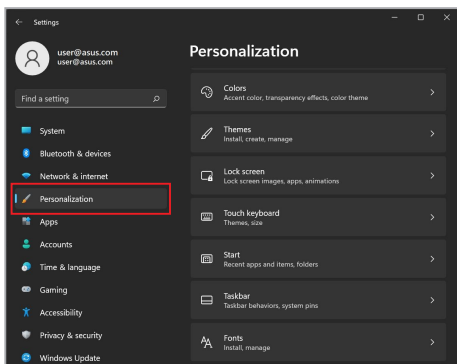 Settings
user@asus.com
user@asus.com
Find a setting
System
Bluetooth & devices
Network & internet
Personalization
Apps
Accounts
Time & language
Gaming
Accessibility
Privacy & security
Windows Update
Personalization
Colors
Accent color, transparency effects, color theme
Themes
Install, create, manage
Lock screen
Lock screen images, apps, animations
Touch keyboard
Themes, size
Start
Recent apps and items, folders
Taskbar
Taskbar behaviors, system pins
Fonts
Install, manage